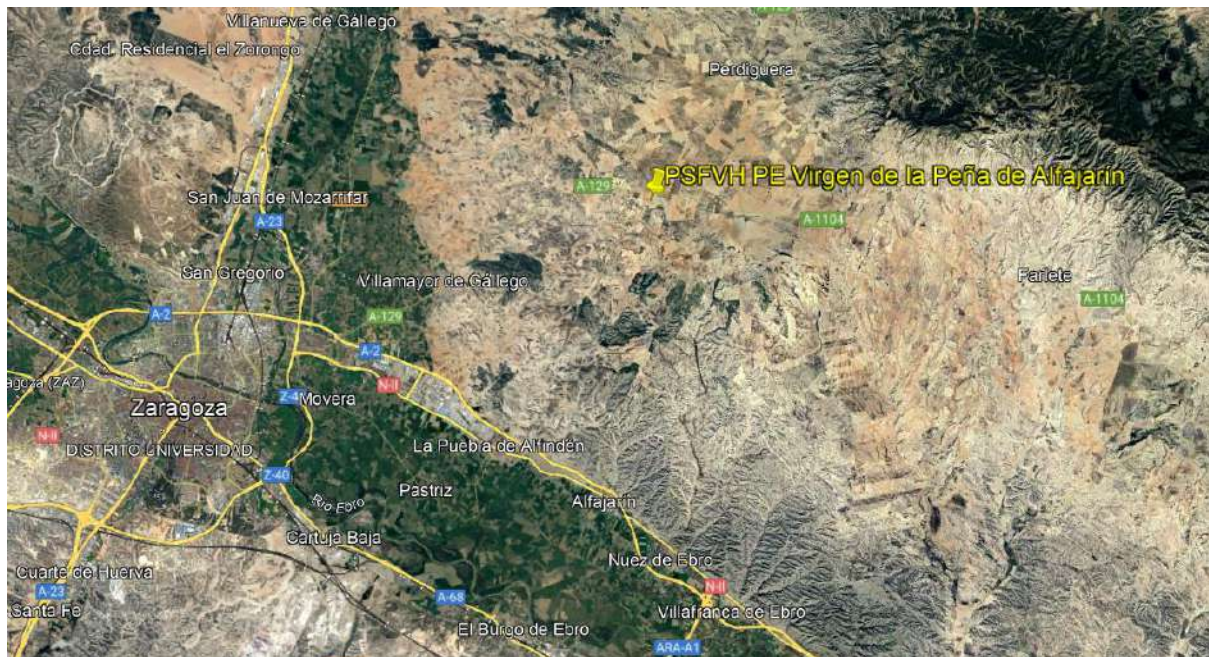 Villanueva de Gállego
Cdad. Residencial el Zorongo
Perdiguera
A-129
PSFVH PE Virgen de la Peña de Alfajarín
San Juan de Mozarrifar
A-23
A-1104
San Gregorio
Villamayor de Gállego
Farlete
A-1104
A-2
A-129
A-2
N-II
Zaragoza
Movera
N-II
DISTRITO UNIVERSIDAD
La Puebla de Alfindén
Z-40
Pastriz
Río Ebro
Alfajarín
Cartuja Baja
Nuez de Ebro
Cuarte de Huerva
A-23
Santa Fe
A-68
N-II
Villafranca de Ebro
El Burgo de Ebro
ARA-A1